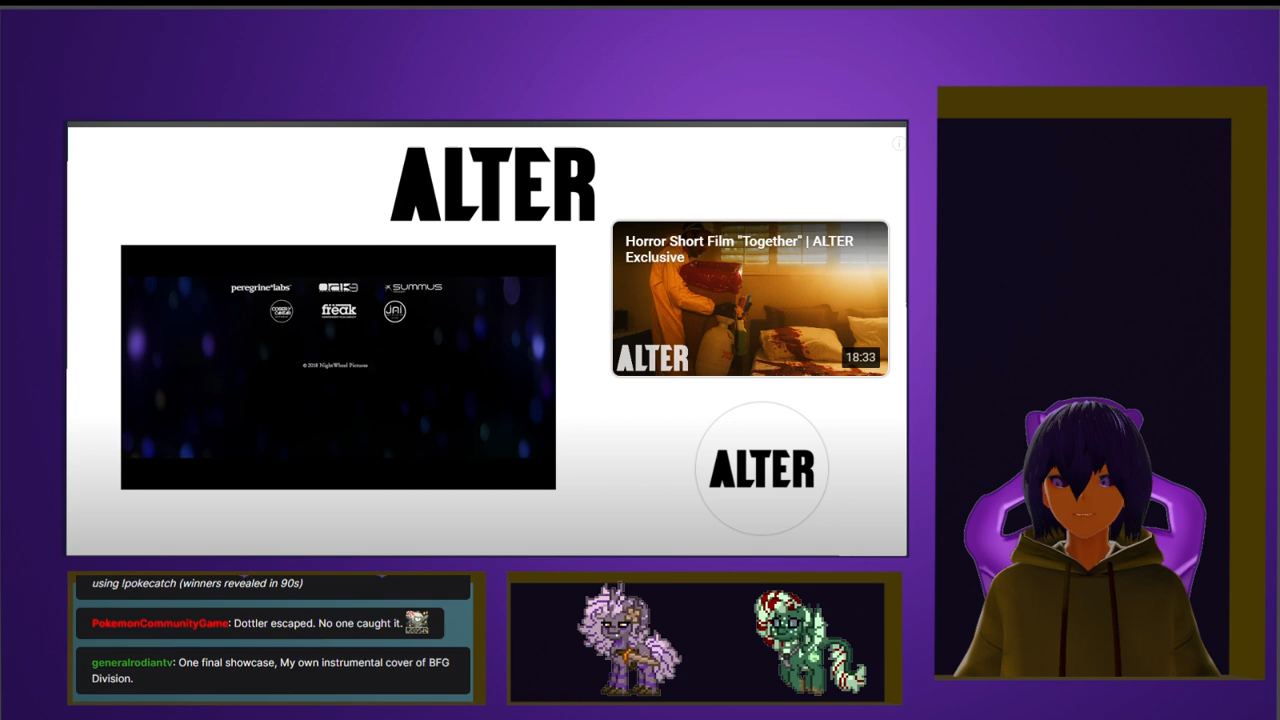 ALTER
Horror Short Film "Together" | ALTER
Exclusive
ALTER
18:33
peregrine*labs
SUMMUS
freak
JAI
© 2018 NightWheel Pictures
ALTER
using !pokecatch (winners revealed in 90s)
PokemonCommunityGame: Dottler escaped. No one caught it.
generalrodiantv: One final showcase, My own instrumental cover of BFG
Division.